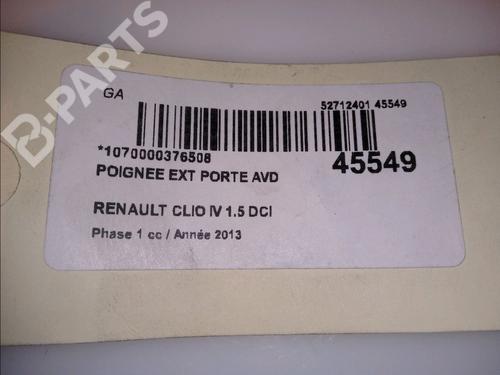 B-PARTS
GA
52712401 45549
*1070000376508
45549
POIGNEE EXT PORTE AVD
RENAULT CLIO IV 1.5 DCI
Phase 1 cc / Année 2013